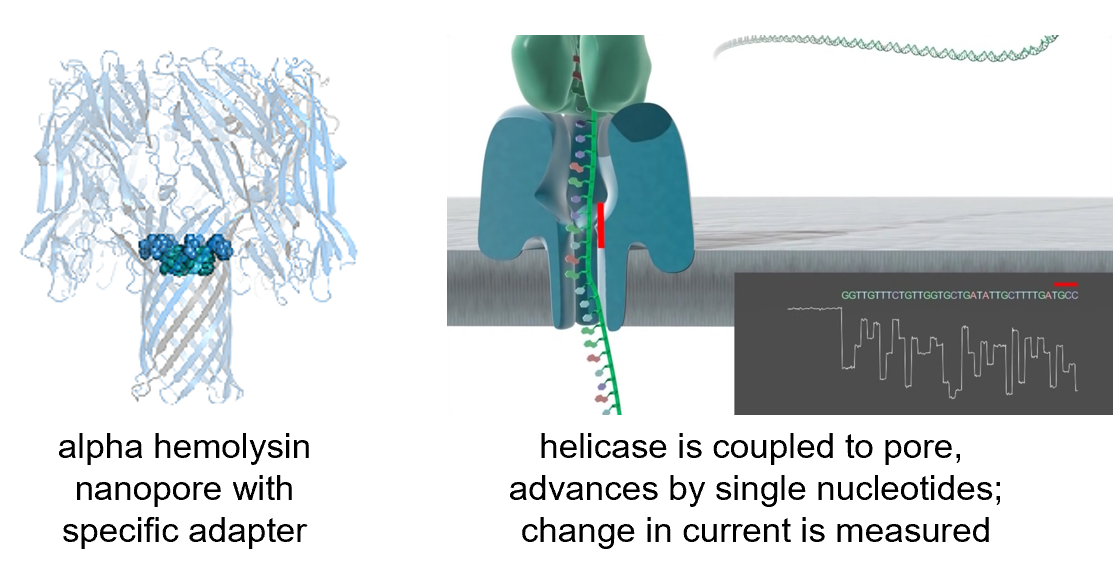 GGTTGTTTCTGTTGGTGCTGATATTGCTTTTGATGCC
alpha hemolysin
nanopore with
specific adapter
helicase is coupled to pore,
advances by single nucleotides;
change in current is measured